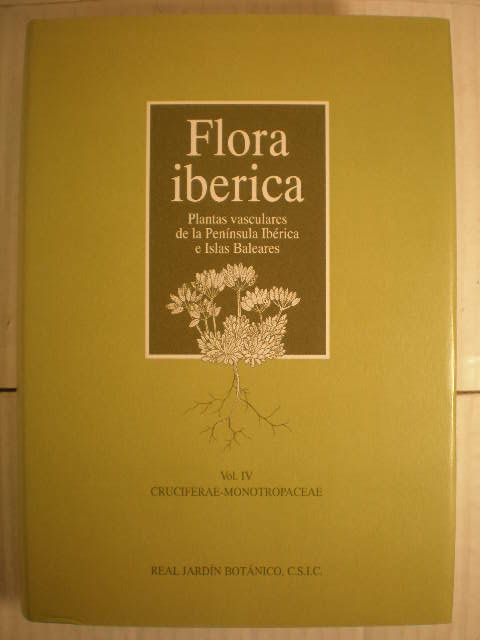 Flora
iberica
Plantas vasculares
de la Península Ibérica
e Islas Baleares
Vol. IV
CRUCIFERAE-MONOTROPACEAE
REAL JARDÍN BOTÁNICO, C.S.I.C.